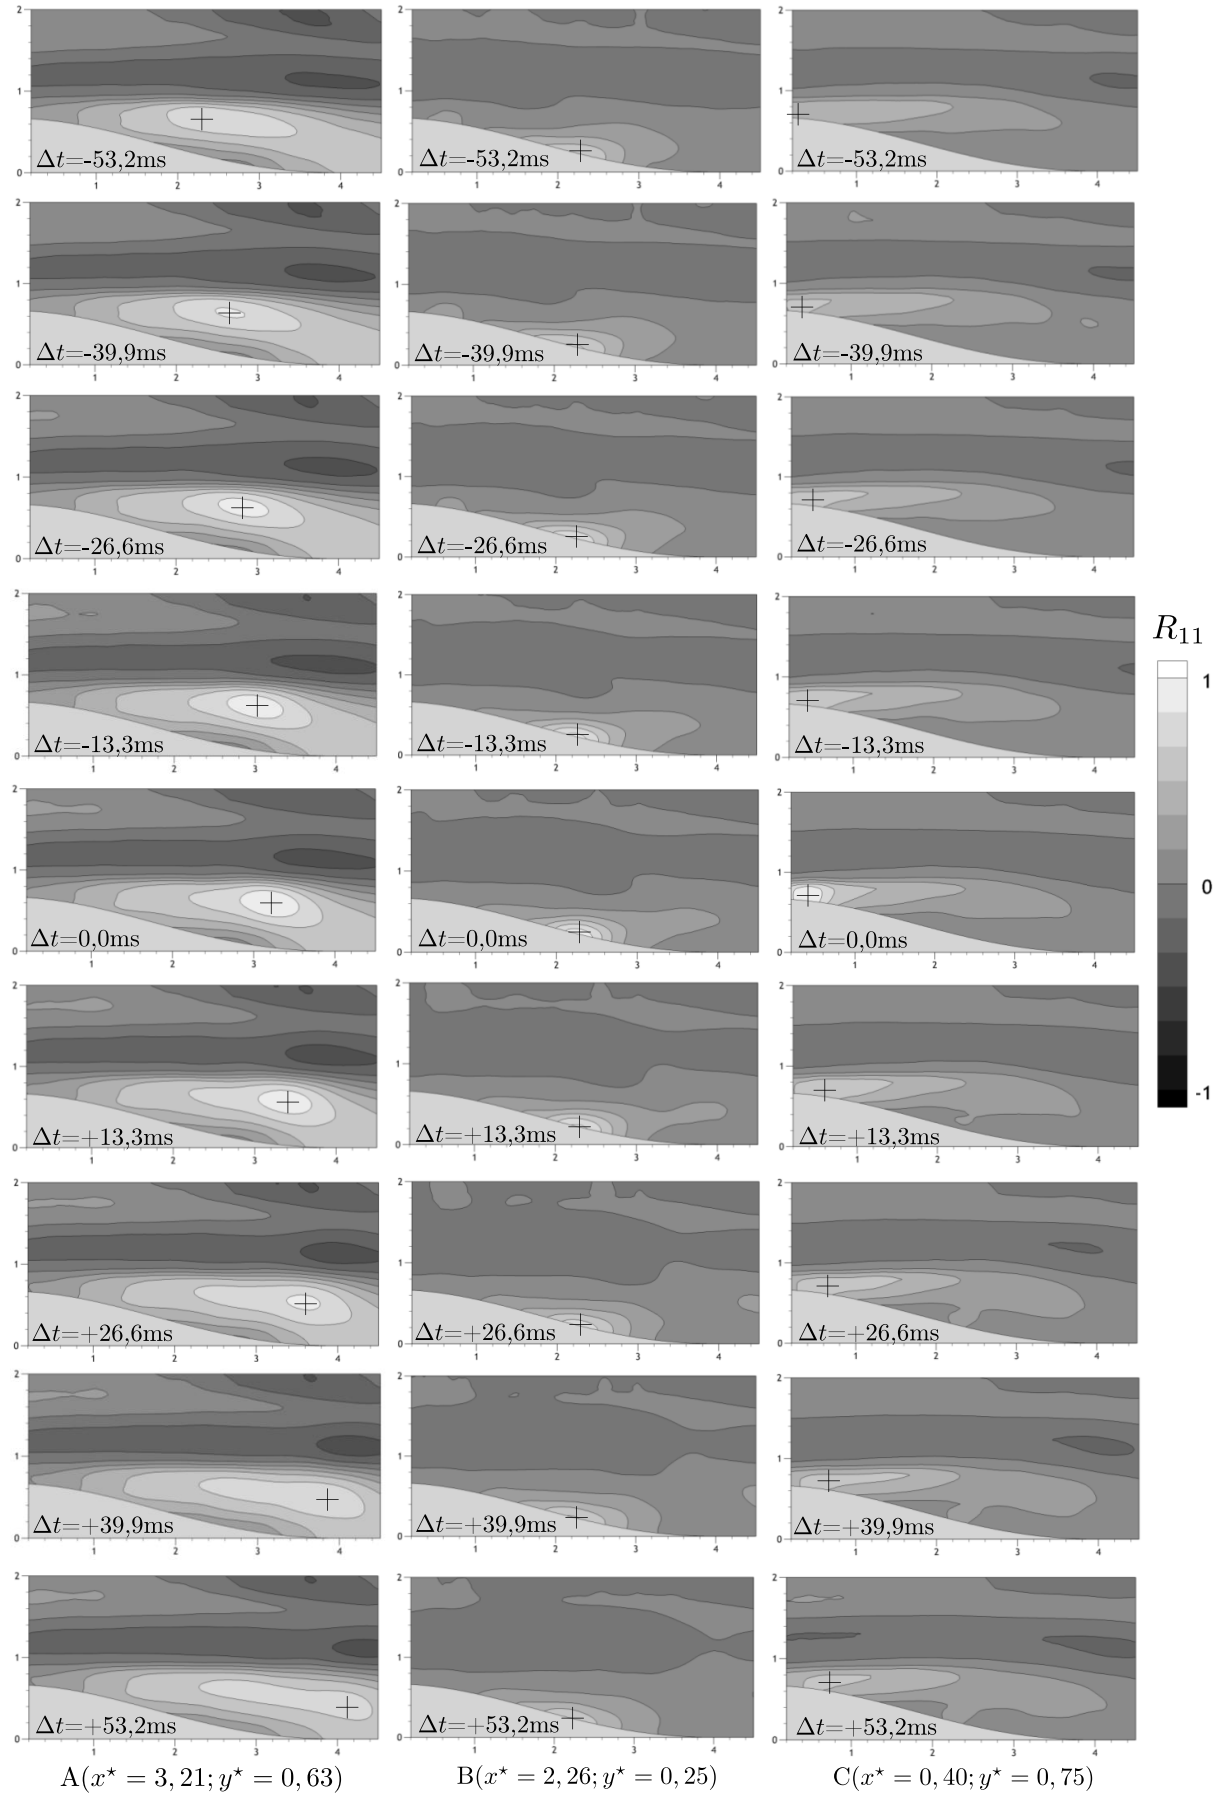 Δt=-53,2ms Δt=-53,2ms Δt=-53,2ms
Δt=-39,9ms Δt=-39,9ms Δt=-39,9ms
Δt=-26,6ms Δt=-26,6ms Δt=-26,6ms
Δt=-13,3ms Δt=-13,3ms Δt=-13,3ms
R11
1
0
-1
Δt=0,0ms Δt=0,0ms Δt=0,0ms
Δt=+13,3ms Δt=+13,3ms Δt=+13,3ms
Δt=+26,6ms Δt=+26,6ms Δt=+26,6ms
Δt=+39,9ms Δt=+39,9ms Δt=+39,9ms
Δt=+53,2ms Δt=+53,2ms Δt=+53,2ms
A(x* = 3, 21; y* = 0, 63) B(x* = 2, 26; y* = 0, 25) C(x* = 0, 40; y* = 0, 75)